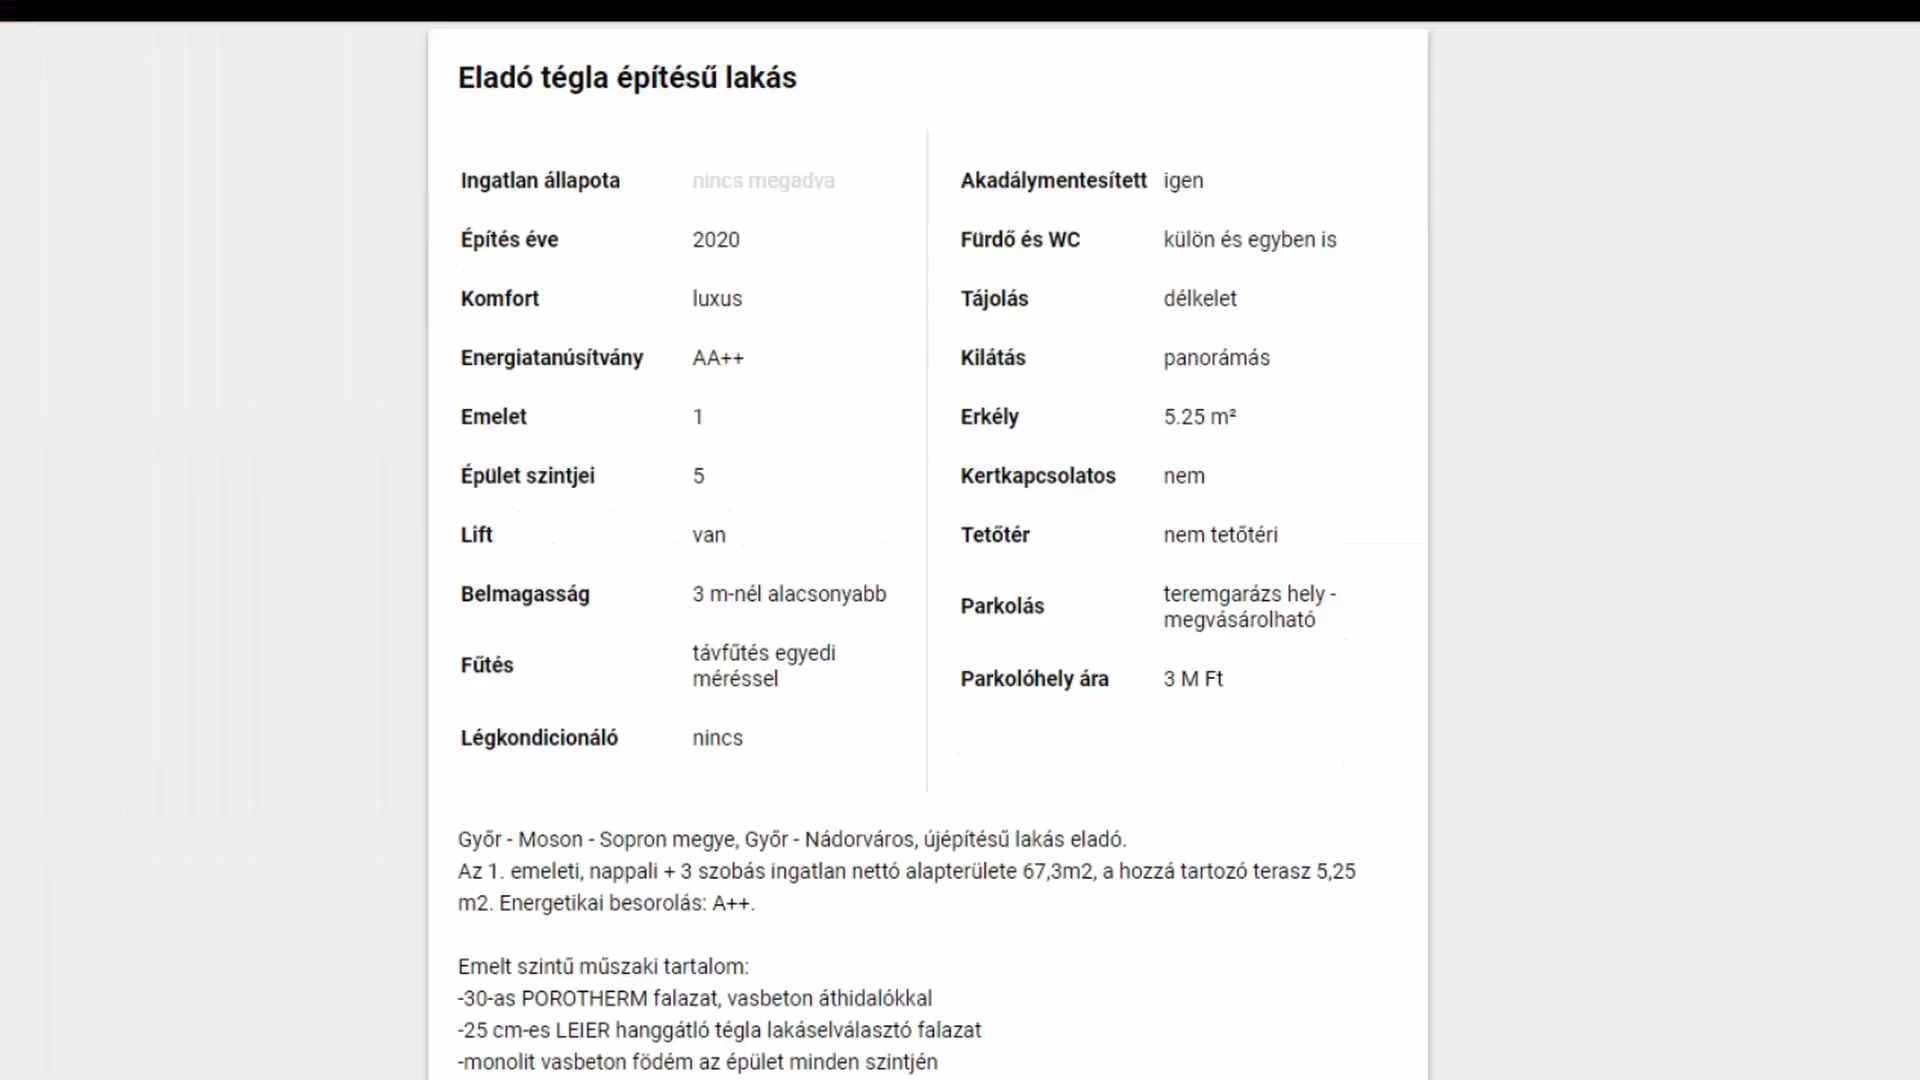 Eladó tégla építésű lakás
Ingatlan állapota nincs megadva
Építés éve 2020
Komfort luxus
Energiatanúsítvány AA++
Emelet 1
Épület szintjei 5
Lift van
Belmagasság 3 m-nél alacsonyabb
Fűtés távfűtés egyedi
méréssel
Légkondicionáló nincs
Akadálymentesített igen
Fürdő és WC külön és egyben is
Tájolás délkelet
Kilátás panorámás
Erkély 5.25 m²
Kertkapcsolatos nem
Tetőtér nem tetőtéri
Parkolás teremgarázs hely -
megvásárolható
Parkolóhely ára 3 M Ft
Győr - Moson - Sopron megye, Győr - Nádorváros, újépítésű lakás eladó.
Az 1. emeleti, nappali + 3 szobás ingatlan nettó alapterülete 67,3m2, a hozzá tartozó terasz 5,25
m2. Energetikai besorolás: A++.
Emelt szintű műszaki tartalom:
-30-as POROTHERM falazat, vasbeton áthidalókkal
-25 cm-es LEIER hanggátló tégla lakáselválasztó falazat
-monolit vasbeton födém az épület minden szintjén